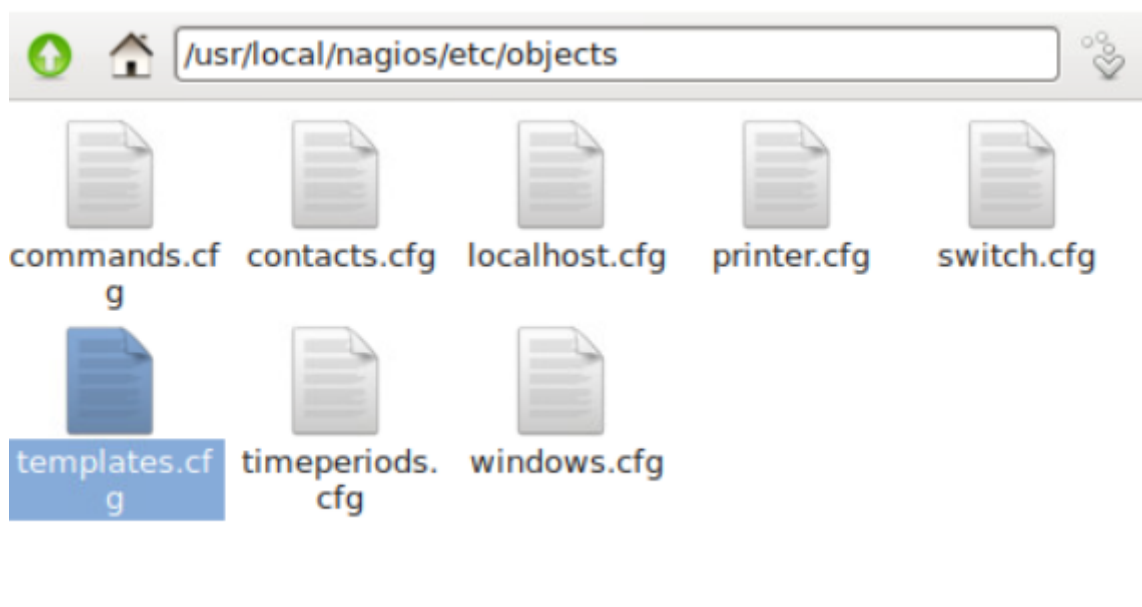 /usr/local/nagios/etc/objects
commands.cf
g
contacts.cfg
localhost.cfg
printer.cfg
switch.cfg
templates.cf
g
timeperiods.
cfg
windows.cfg